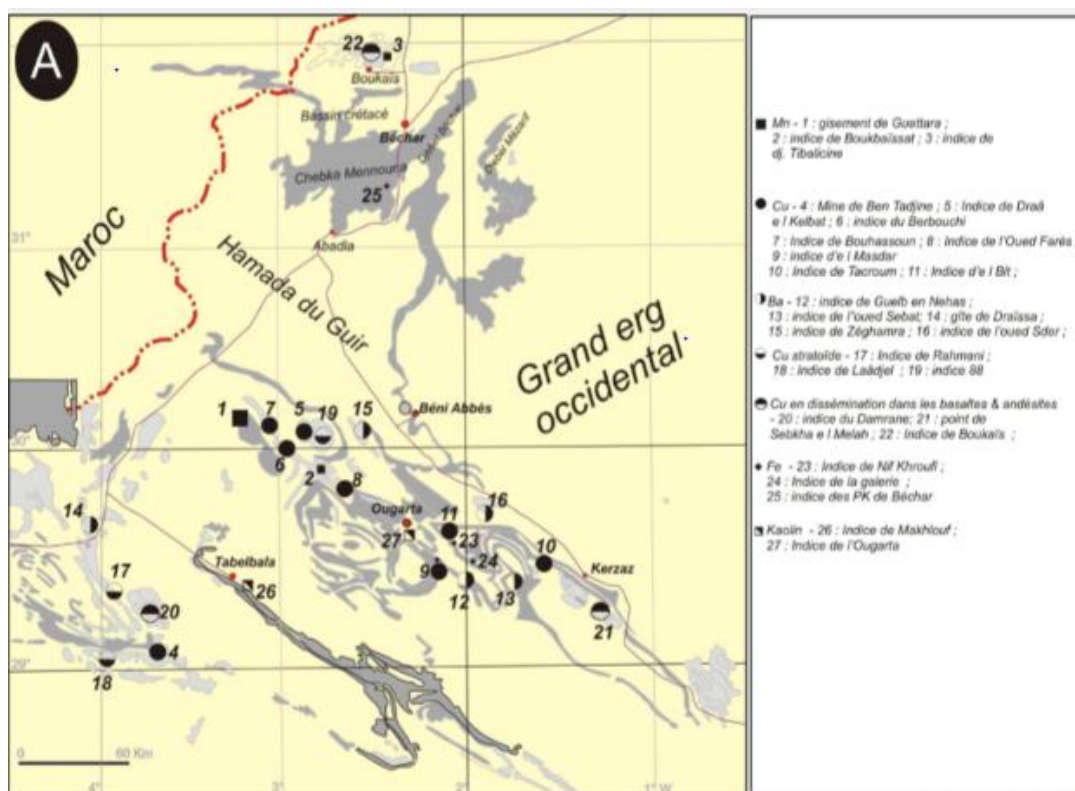 A
22
3
Boukaïs
Bassin crétacé
Béchar
Djebel Béchar
Djebel Mézarif
Chebka Mennouna
25
31°
Abadla
Maroc
Hamada du Guir
Grand erg
occidental
Béni Abbès
1
7
5
19
15
30
6
2
8
16
14
Ougarta
11
27
23
24
10
Tabelbala
9
Kerzaz
17
26
12
13
20
21
4
29°
18
0
60 Km
4°
3°
2°
1° W
Mn - 1 : gisement de Guettara ;
2 : indice de Boukbaïssat ; 3 : indice de
dj. Tibalicine
Cu - 4 : Mine de Ben Tadjine ; 5 : Indice de Draâ
e l Kelbat ; 6 : indice du Berbouchi
7 : Indice de Bouhassoun ; 8 : Indice de l'Oued Farès
9 : indice d'e l Masdar
10 : Indice de Tacroum ; 11 : Indice d'e l Bît ;
Ba - 12 : indice de Guelb en Nehas ;
13 : indice de l'oued Sebat; 14 : gîte de Draïssa ;
15 : indice de Zéghamra ; 16 : indice de l'oued Sder ;
Cu stratoïde - 17 : Indice de Rahmani ;
18 : Indice de Laâdjel ; 19 : indice 88
Cu en dissémination dans les basaltes & andésites
- 20 : indice du Damrane ; 21 : point de
Sebkha e l Melah ; 22 : Indice de Boukaïs ;
Fe - 23 : Indice de Nif Khroufi ;
24 : Indice de la galerie ;
25 : indice des PK de Béchar
Kaolin - 26 : Indice de Makhlouf ;
27 : Indice de l'Ougarta